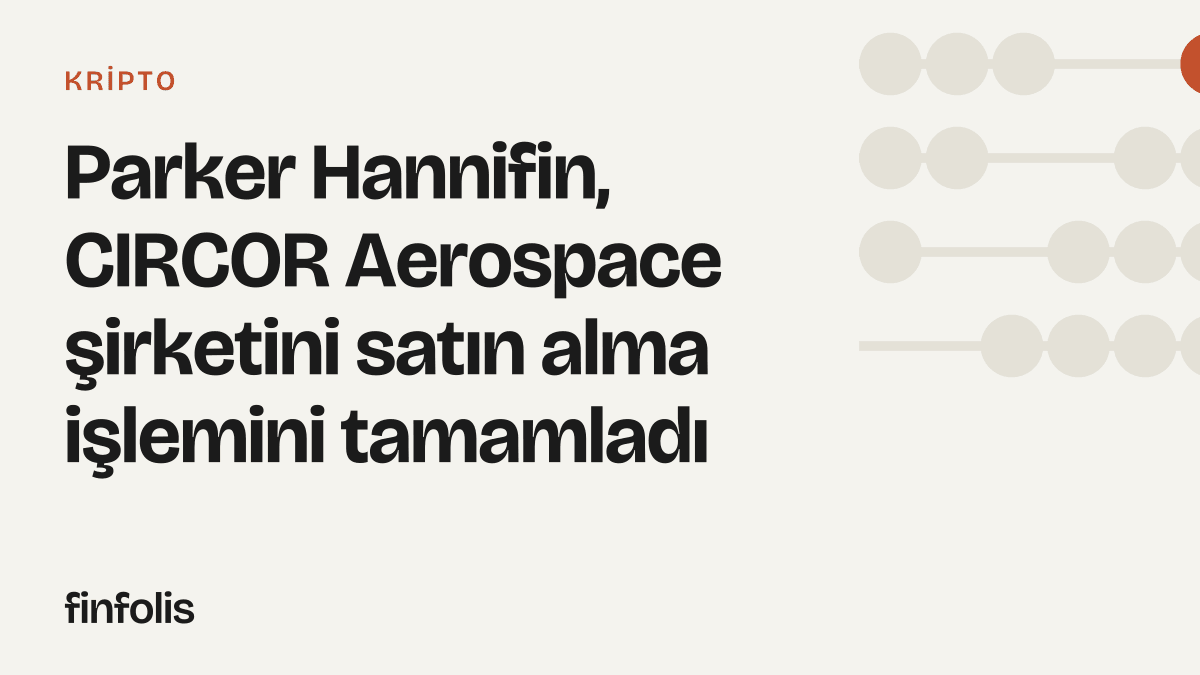 KRİPTO
Parker Hannifin,
CIRCOR Aerospace
şirketini satın alma
işlemini tamamladı
finfolis